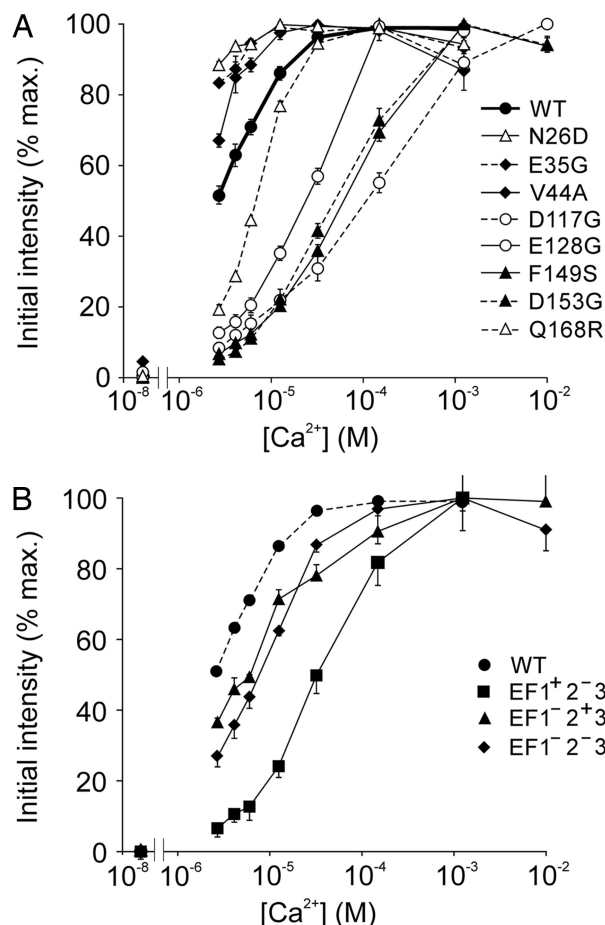 A
Initial intensity (% max.)
100
80
60
40
20
0
WT
N26D
E35G
V44A
D117G
E128G
F149S
D153G
Q168R
10⁻⁸ 10⁻⁶ 10⁻⁵ 10⁻⁴ 10⁻³ 10⁻²
[Ca²⁺] (M)
B
Initial intensity (% max.)
100
80
60
40
20
0
WT
EF1⁺2⁻3
EF1⁻2⁺3
EF1⁻2⁻3
10⁻⁸ 10⁻⁶ 10⁻⁵ 10⁻⁴ 10⁻³ 10⁻²
[Ca²⁺] (M)